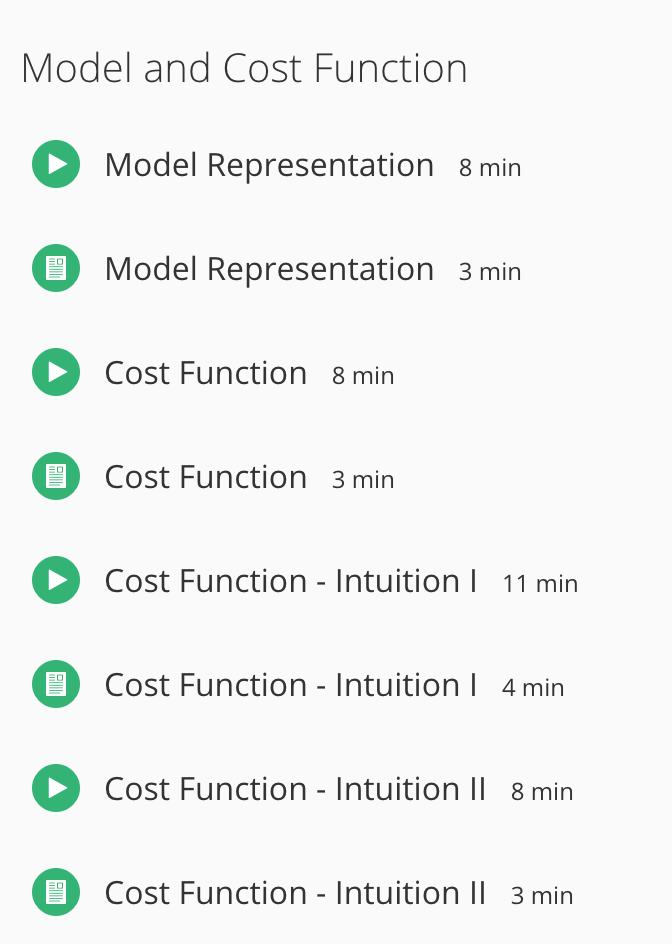 Model and Cost Function
Model Representation 8 min
Model Representation 3 min
Cost Function 8 min
Cost Function 3 min
Cost Function - Intuition I 11 min
Cost Function - Intuition I 4 min
Cost Function - Intuition II 8 min
Cost Function - Intuition II 3 min